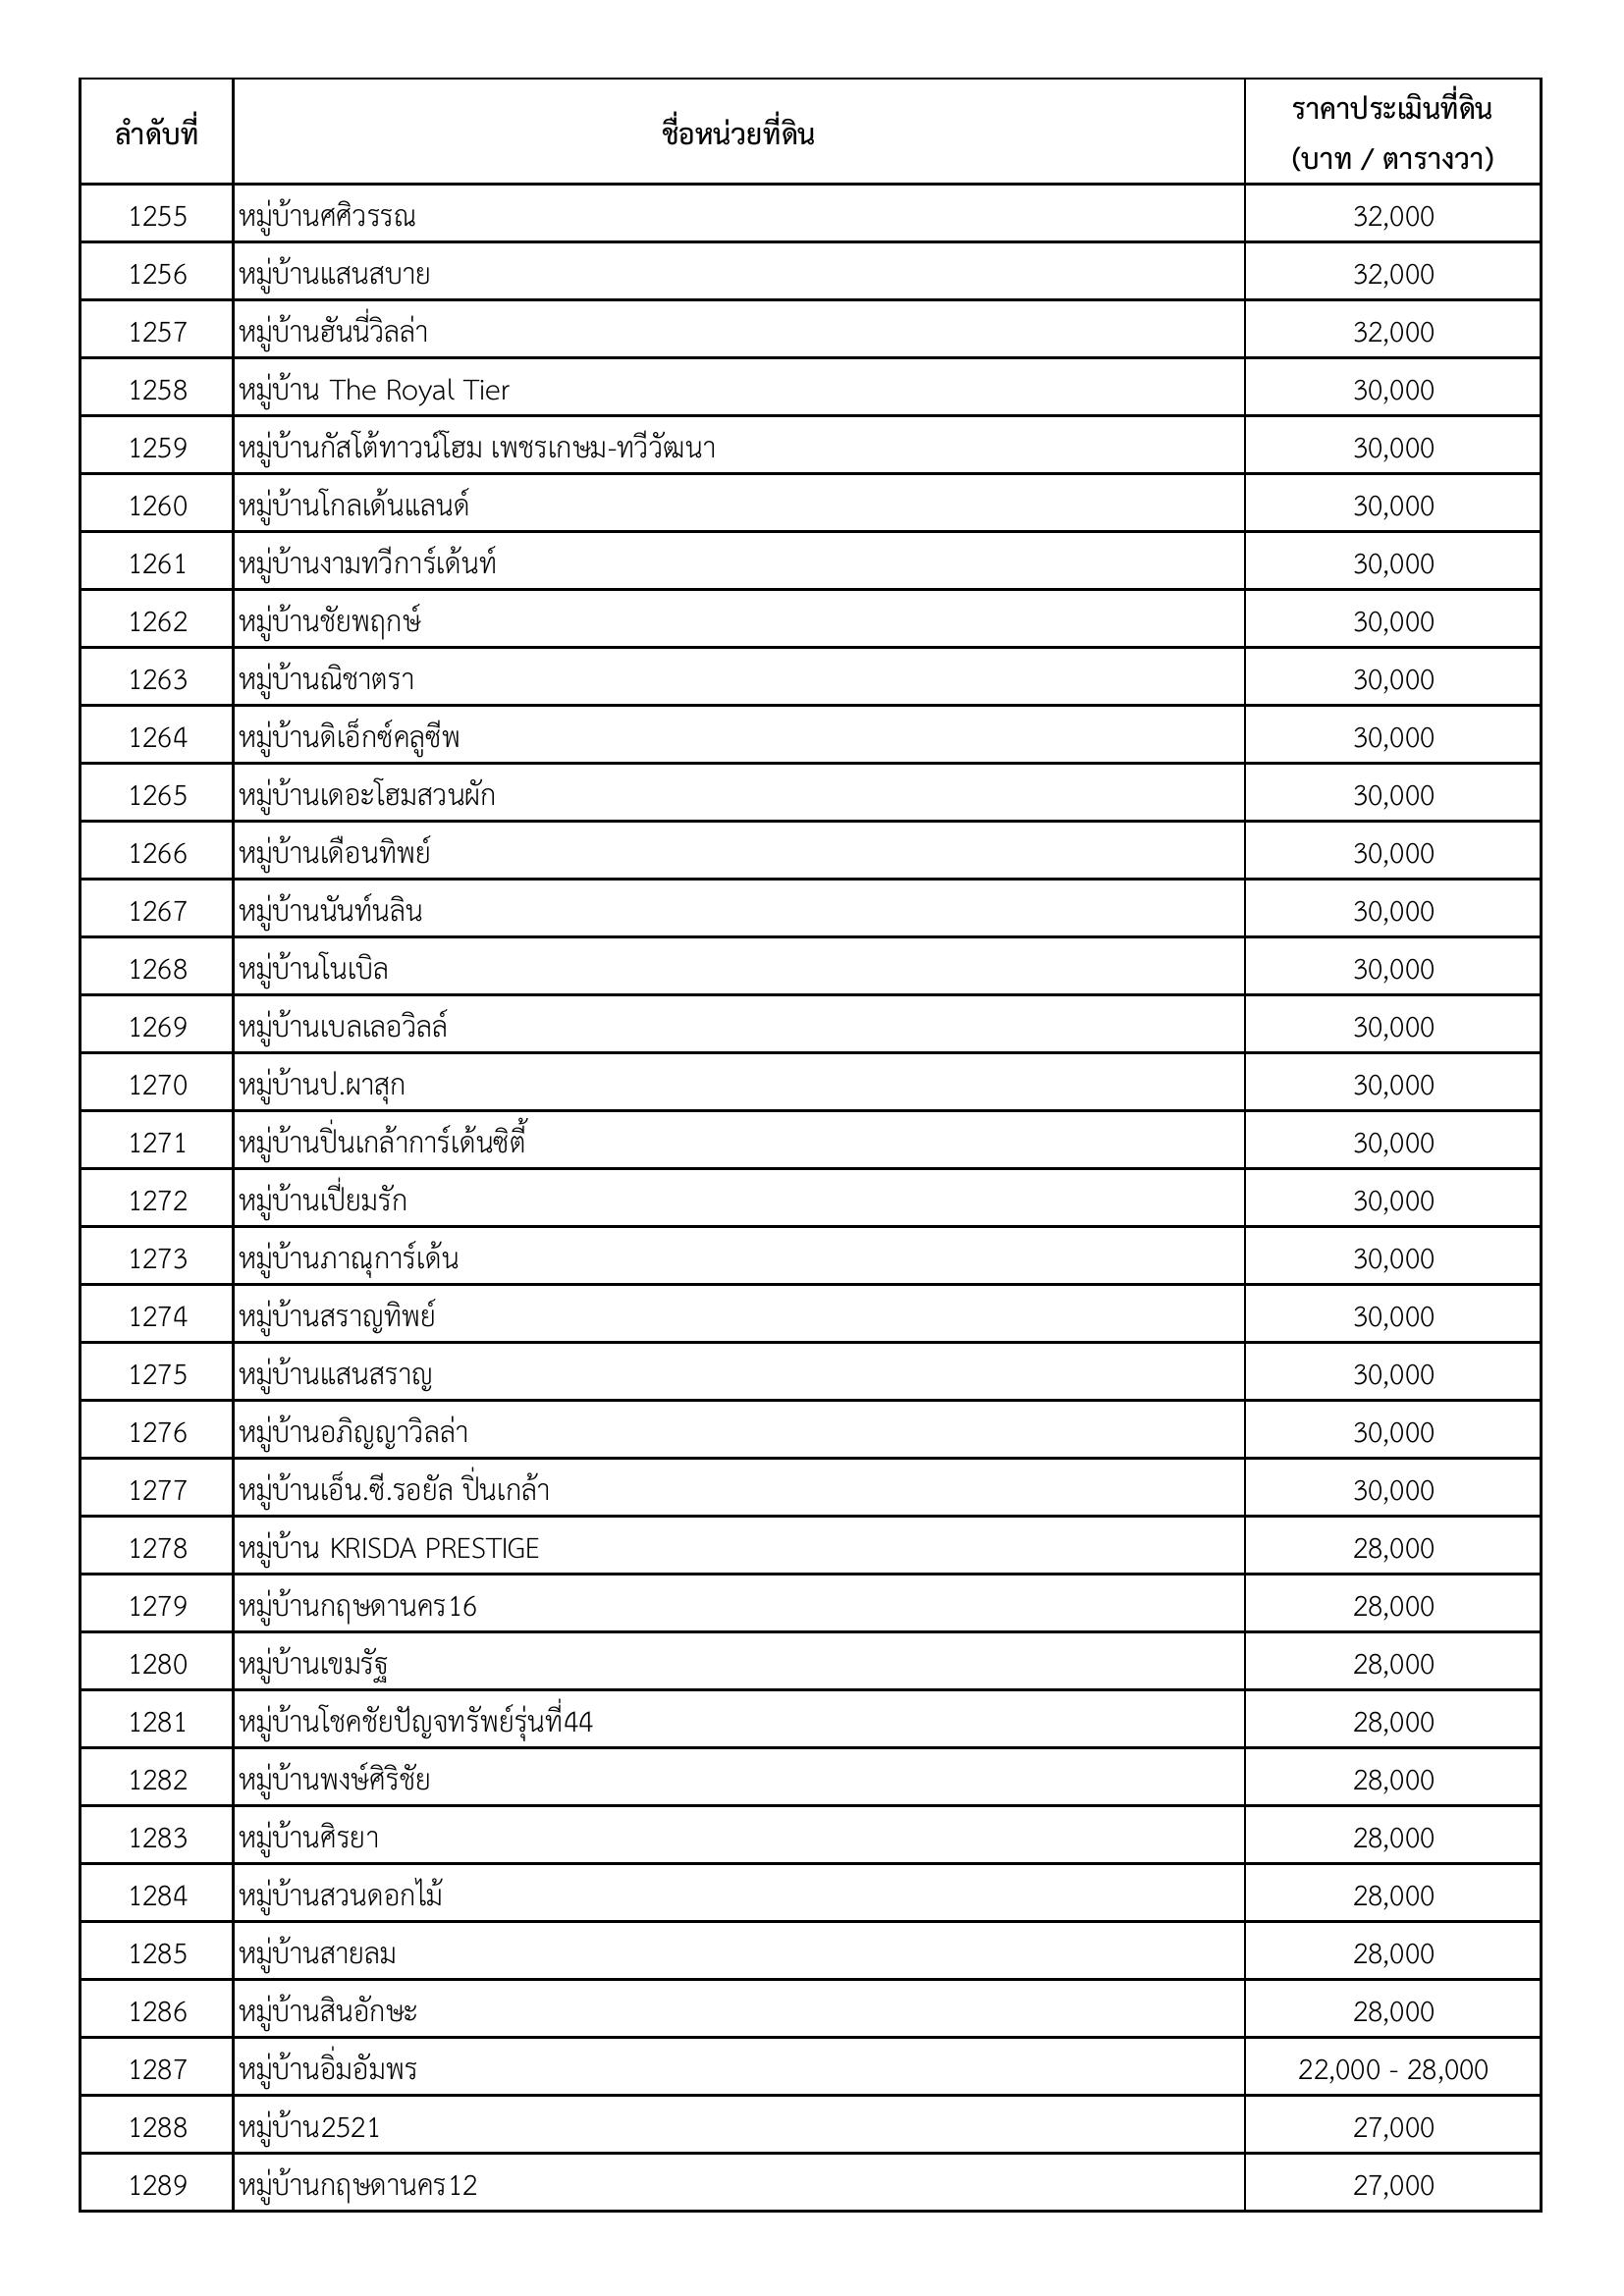 ลำดับที่ ชื่อหน่วยที่ดิน ราคาประเมินที่ดิน
(บาท / ตารางวา)
1255 หมู่บ้านศศิวรรณ 32,000
1256 หมู่บ้านแสนสบาย 32,000
1257 หมู่บ้านฮันนี่วิลล่า 32,000
1258 หมู่บ้าน The Royal Tier 30,000
1259 หมู่บ้านกัสโต้ทาวน์โฮม เพชรเกษม-ทวีวัฒนา 30,000
1260 หมู่บ้านโกลเด้นแลนด์ 30,000
1261 หมู่บ้านงามทวีการ์เด้นท์ 30,000
1262 หมู่บ้านชัยพฤกษ์ 30,000
1263 หมู่บ้านณิชาตรา 30,000
1264 หมู่บ้านดิเอ็กซ์คลูซีพ 30,000
1265 หมู่บ้านเดอะโฮมสวนผัก 30,000
1266 หมู่บ้านเดือนทิพย์ 30,000
1267 หมู่บ้านนันท์นลิน 30,000
1268 หมู่บ้านโนเบิล 30,000
1269 หมู่บ้านเบลเลอวิลล์ 30,000
1270 หมู่บ้านป.ผาสุก 30,000
1271 หมู่บ้านปิ่นเกล้าการ์เด้นซิตี้ 30,000
1272 หมู่บ้านเปี่ยมรัก 30,000
1273 หมู่บ้านภาณุการ์เด้น 30,000
1274 หมู่บ้านสราญทิพย์ 30,000
1275 หมู่บ้านแสนสราญ 30,000
1276 หมู่บ้านอภิญญาวิลล่า 30,000
1277 หมู่บ้านเอ็น.ซี.รอยัล ปิ่นเกล้า 30,000
1278 หมู่บ้าน KRISDA PRESTIGE 28,000
1279 หมู่บ้านกฤษดานคร16 28,000
1280 หมู่บ้านเขมรัฐ 28,000
1281 หมู่บ้านโชคชัยปัญจทรัพย์รุ่นที่44 28,000
1282 หมู่บ้านพงษ์ศิริชัย 28,000
1283 หมู่บ้านศิรยา 28,000
1284 หมู่บ้านสวนดอกไม้ 28,000
1285 หมู่บ้านสายลม 28,000
1286 หมู่บ้านสินอักษะ 28,000
1287 หมู่บ้านอิ่มอัมพร 22,000 - 28,000
1288 หมู่บ้าน2521 27,000
1289 หมู่บ้านกฤษดานคร12 27,000